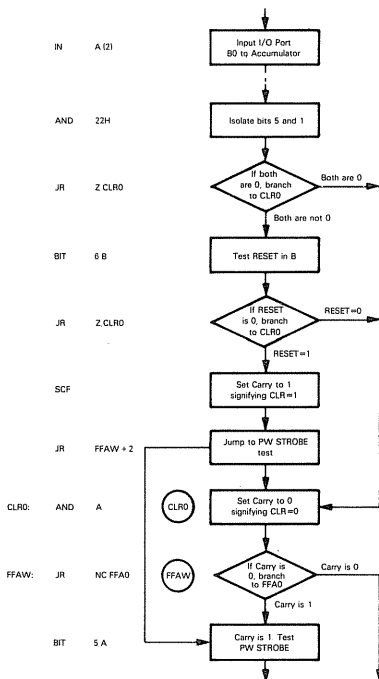 IN A (2) Input I/O Port
B0 to Accumulator
AND 22H Isolate bits 5 and 1
If both
are 0, branch
to CLR0
Both are 0
JR Z CLR0
Both are not 0
BIT 6 B Test RESET in B
If RESET
is 0, branch
to CLR0
RESET=0
JR Z,CLR0
RESET=1
SCF Set Carry to 1
signifying CLR=1
JR FFAW + 2 Jump to PW STROBE
test
CLR0: AND A CLR0 Set Carry to 0
signifying CLR=0
FFAW: JR NC FFA0 FFAW If Carry is
0, branch
to FFA0
Carry is 0
Carry is 1
BIT 5 A Carry is 1. Test
PW STROBE